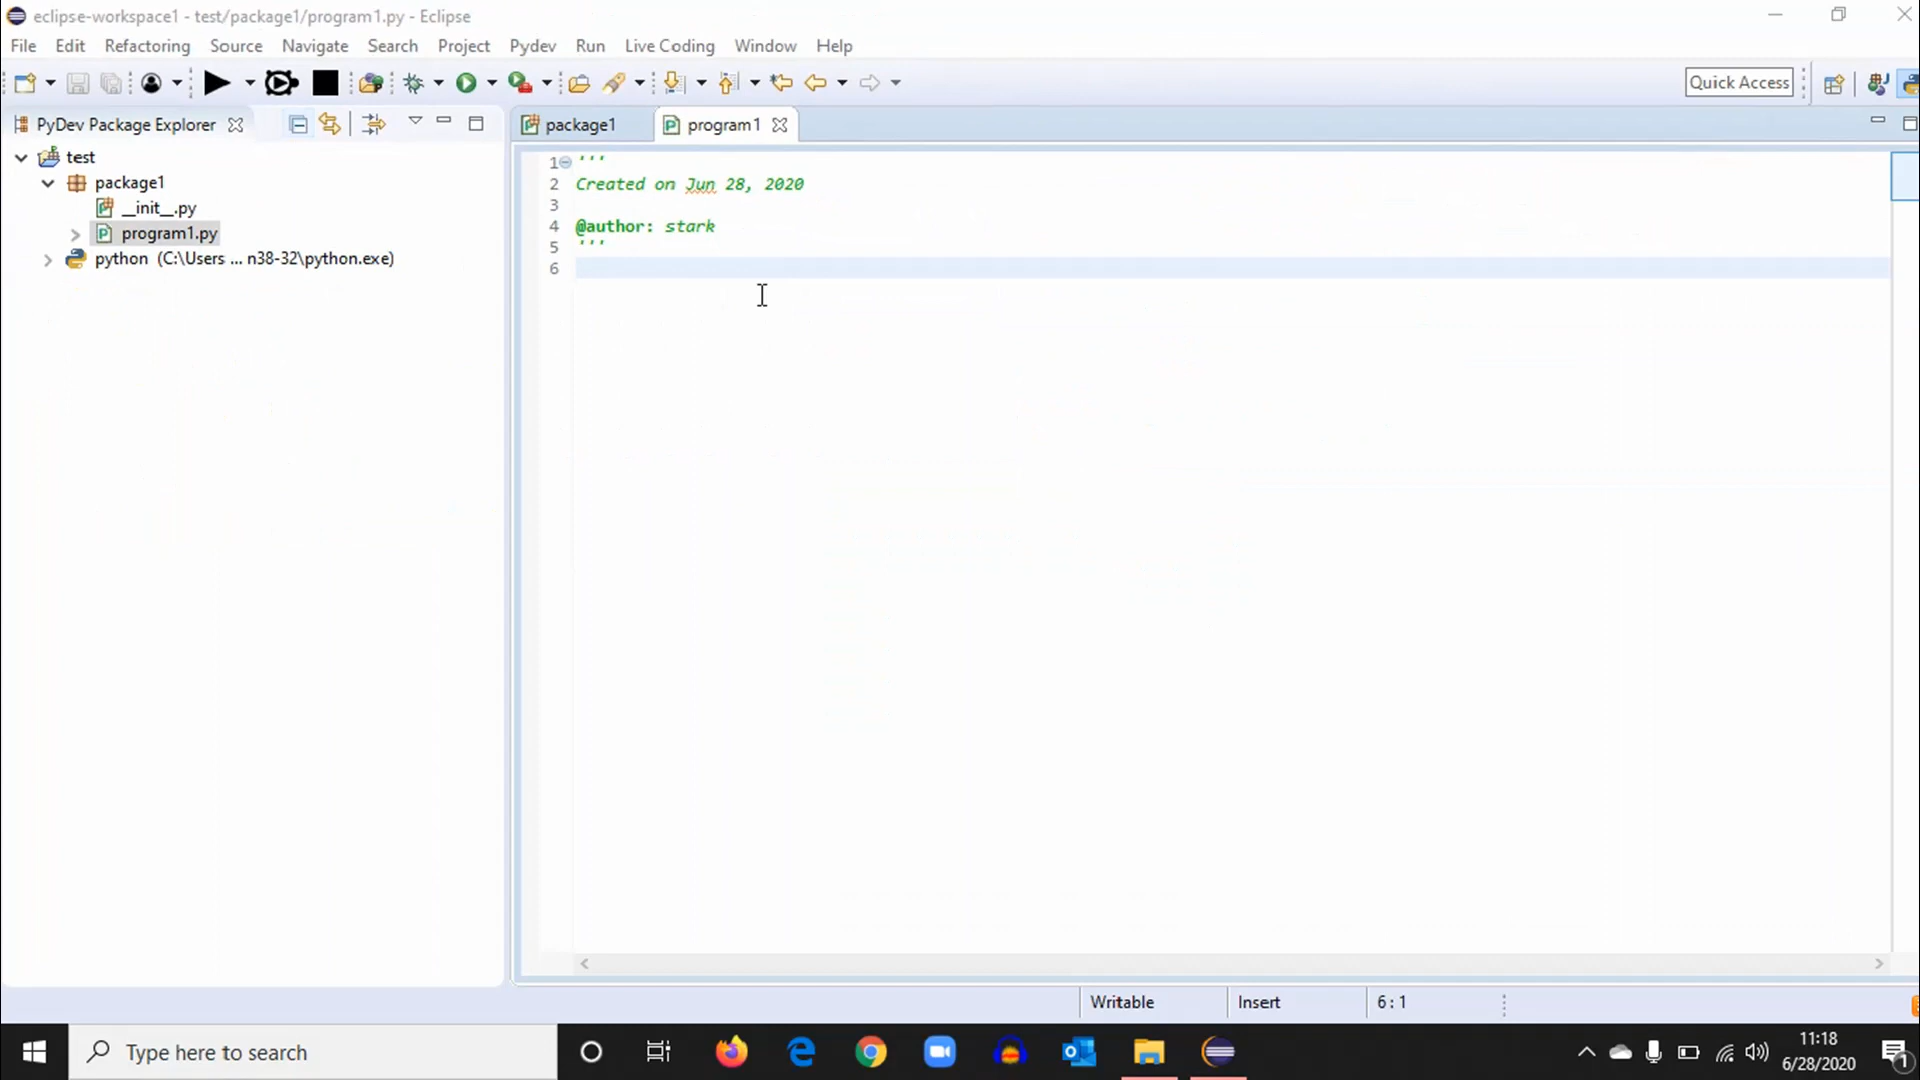 eclipse-workspace1 - test/package1/program1.py - Eclipse
File Edit Refactoring Source Navigate Search Project Pydev Run Live Coding Window Help
Quick Access
PyDev Package Explorer
package1
program1
test
package1
__init__.py
program1.py
python (C:\Users ... n38-32\python.exe)
1 '''
2 Created on Jun 28, 2020
3
4 @author: stark
5 '''
6
Writable
Insert
6 : 1
Type here to search
11:18
6/28/2020
1